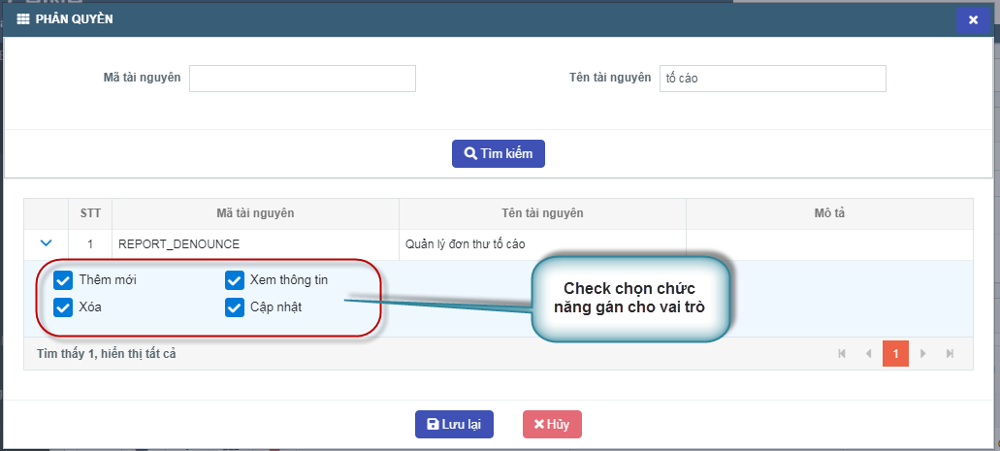 PHÂN QUYỀN
Mã tài nguyên
Tên tài nguyên tố cáo
Tìm kiếm
STT Mã tài nguyên Tên tài nguyên Mô tả
1 REPORT_DENOUNCE Quản lý đơn thư tố cáo
Thêm mới Xem thông tin
Xóa Cập nhật
Check chọn chức
năng gán cho vai trò
Tìm thấy 1, hiển thị tất cả
1
Lưu lại Hủy